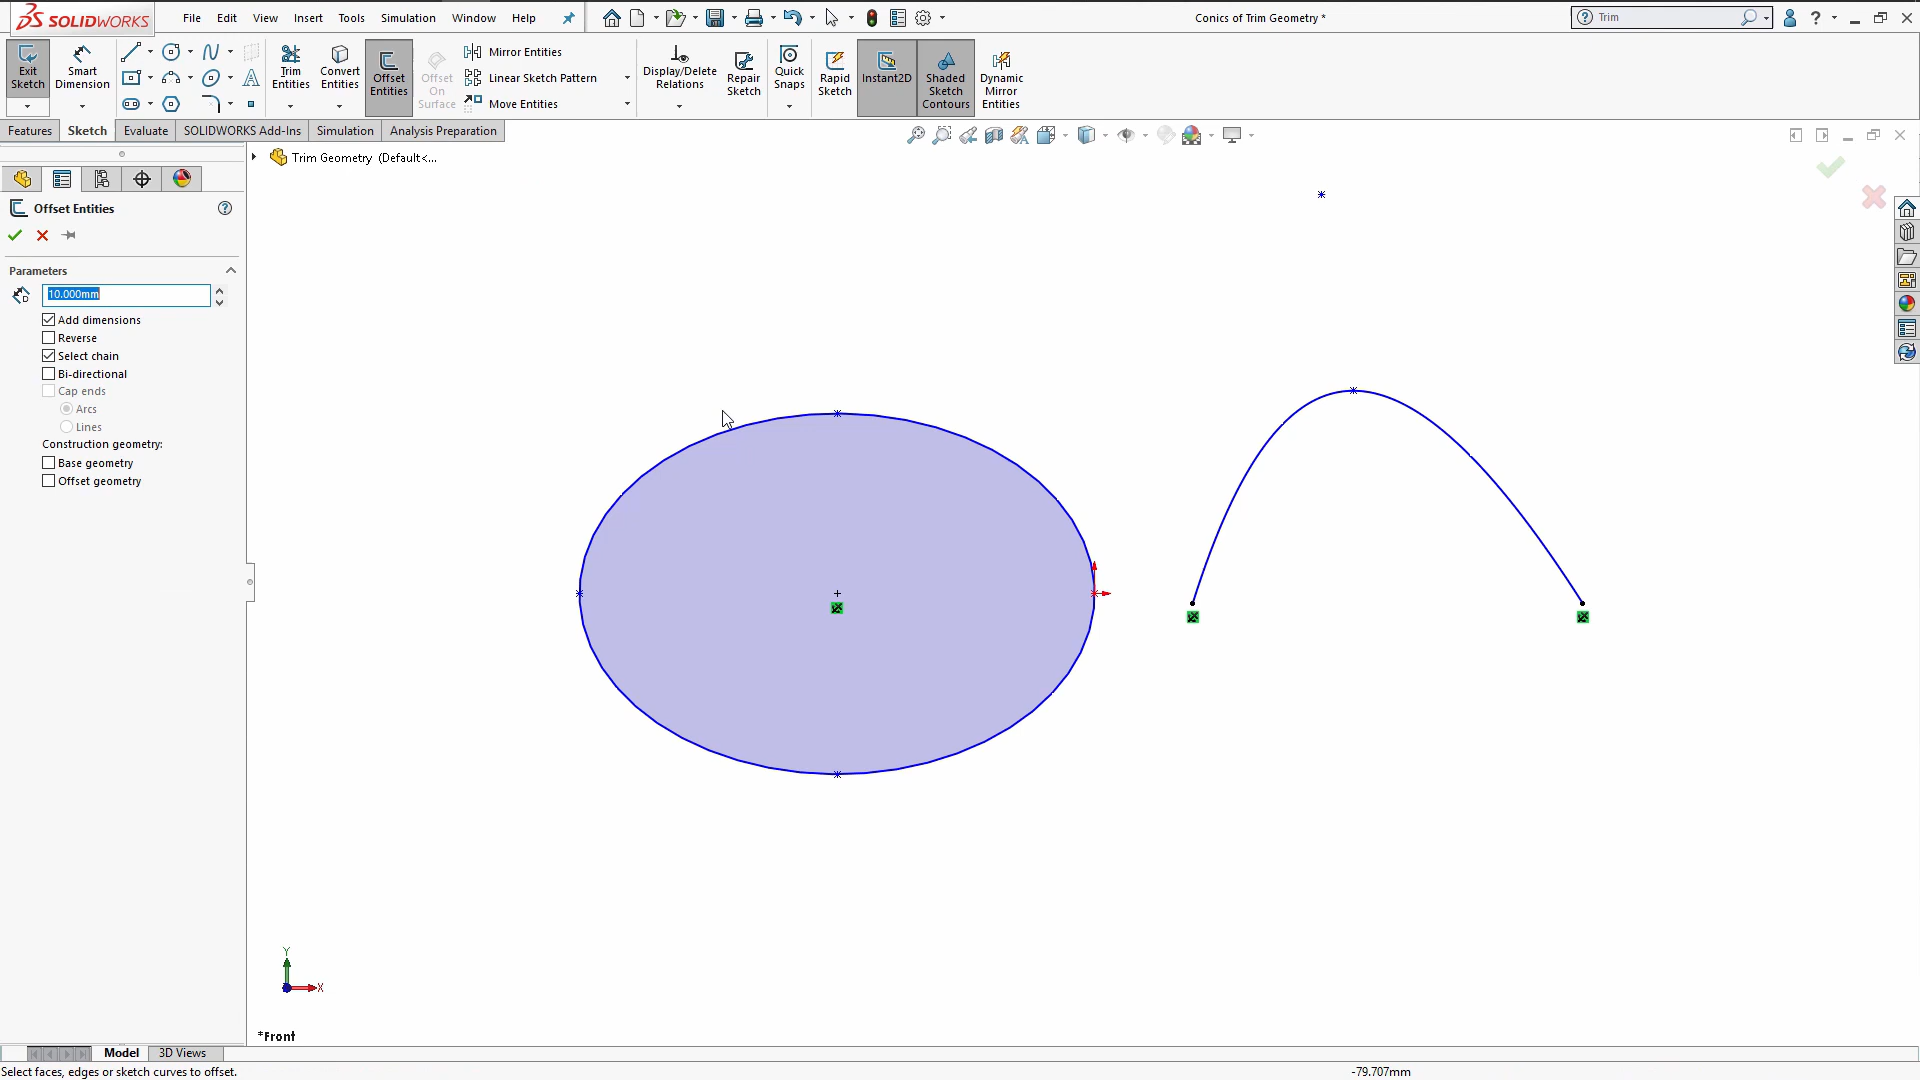 SOLIDWORKS
File Edit View Insert Tools Simulation Window Help
Conics of Trim Geometry *
Trim
Exit Sketch
Smart Dimension
Trim Entities
Convert Entities
Offset Entities
Offset On Surface
Mirror Entities
Linear Sketch Pattern
Move Entities
Display/Delete Relations
Repair Sketch
Quick Snaps
Rapid Sketch
Instant2D
Shaded Sketch Contours
Dynamic Mirror Entities
Features Sketch Evaluate SOLIDWORKS Add-Ins Simulation Analysis Preparation
Trim Geometry (Default<...
Offset Entities
Parameters
10.000mm
Add dimensions
Reverse
Select chain
Bi-directional
Cap ends
Arcs
Lines
Construction geometry:
Base geometry
Offset geometry
Y
X
*Front
Model 3D Views
Select faces, edges or sketch curves to offset.
-79.707mm